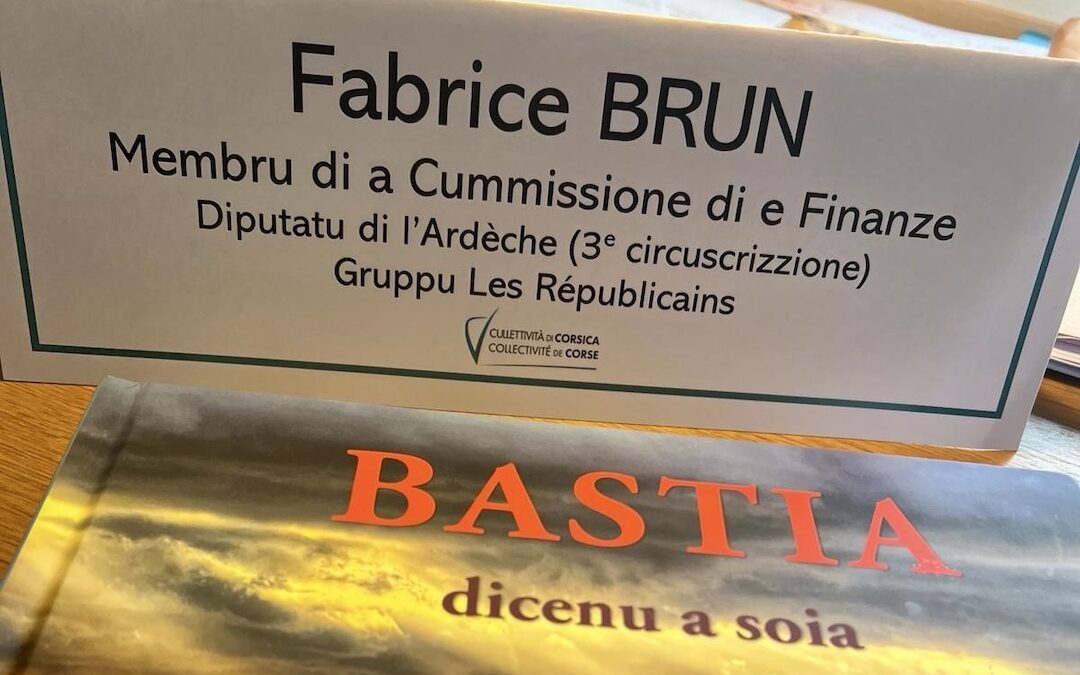 Fabrice BRUN
Membru di a Cummissione di e Finanze
Diputatu di l'Ardèche (3e circuscrizzione)
Gruppu Les Républicains
CULLETTIVITÀ DI CORSICA
COLLECTIVITÉ DE CORSE
BASTIA
dicenu a soia